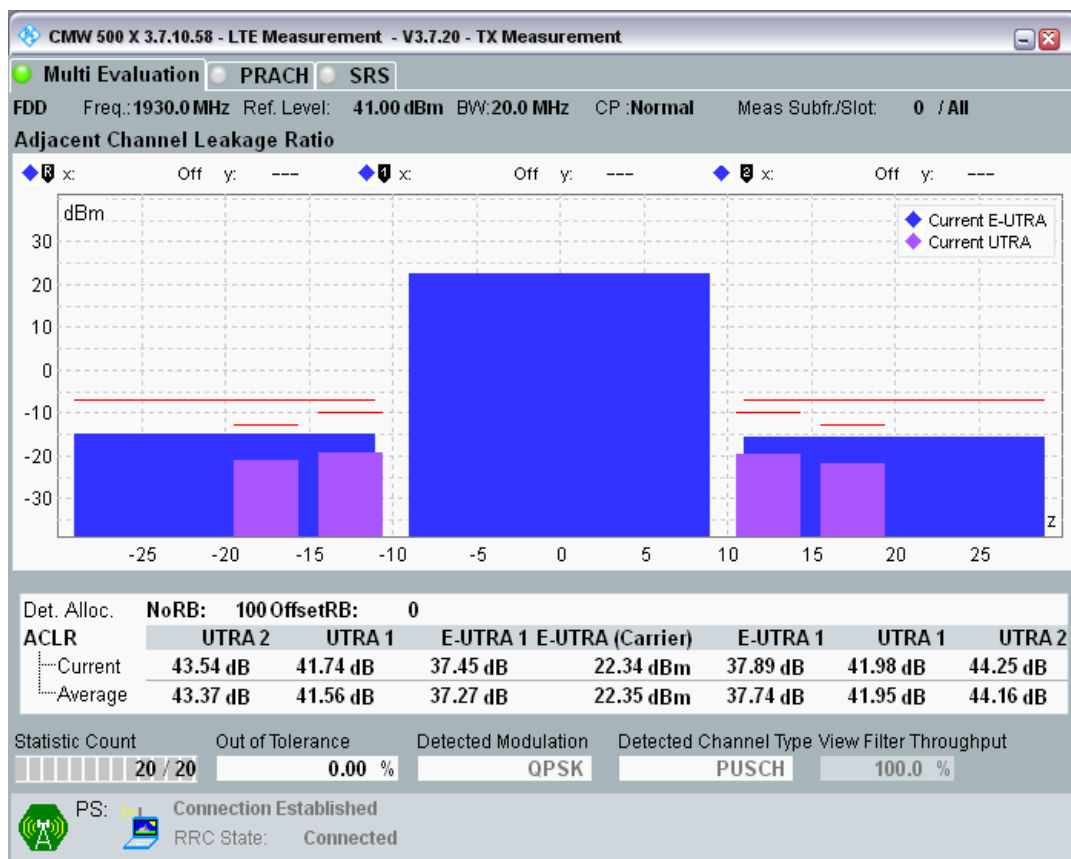 CMW 500 X 3.7.10.58 - LTE Measurement - V3.7.20 - TX Measurement
Multi Evaluation PRACH SRS
FDD Freq.: 1930.0 MHz Ref. Level: 41.00 dBm BW: 20.0 MHz CP : Normal Meas Subfr./Slot: 0 / All
Adjacent Channel Leakage Ratio
R x: Off y: --- 1 x: Off y: --- 2 x: Off y: ---
dBm
Current E-UTRA
Current UTRA
30
20
10
0
-10
-20
-30
z
-25 -20 -15 -10 -5 0 5 10 15 20 25
Det. Alloc. NoRB: 100 OffsetRB: 0
ACLR UTRA 2 UTRA 1 E-UTRA 1 E-UTRA (Carrier) E-UTRA 1 UTRA 1 UTRA 2
Current 43.54 dB 41.74 dB 37.45 dB 22.34 dBm 37.89 dB 41.98 dB 44.25 dB
Average 43.37 dB 41.56 dB 37.27 dB 22.35 dBm 37.74 dB 41.95 dB 44.16 dB
Statistic Count Out of Tolerance Detected Modulation Detected Channel Type View Filter Throughput
20 / 20 0.00 % QPSK PUSCH 100.0 %
PS: Connection Established
RRC State: Connected